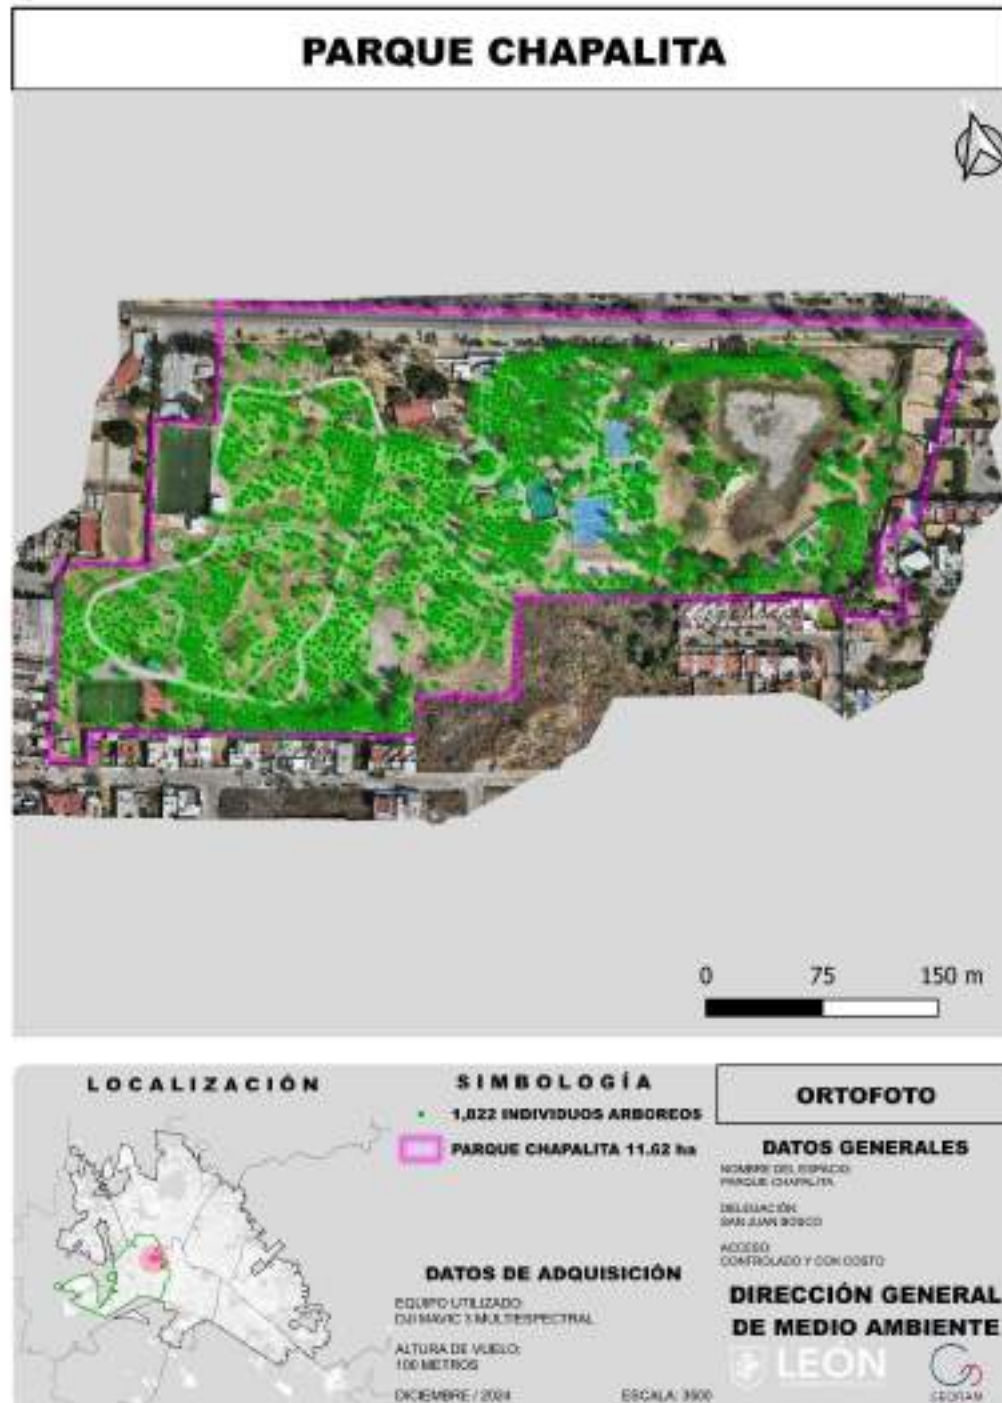 PARQUE CHAPALITA
0 75 150 m
LOCALIZACIÓN
SIMBOLOGÍA
1,822 INDIVIDUOS ARBOREOS
PARQUE CHAPALITA 11.62 ha
DATOS DE ADQUISICIÓN
EQUIPO UTILIZADO:
DJI MAVIC 3 MULTIESPECTRAL
ALTURA DE VUELO:
100 METROS
DICIEMBRE / 2024
ESCALA: 3500
ORTOFOTO
DATOS GENERALES
NOMBRE DEL ESPACIO:
PARQUE CHAPALITA
DELEGACIÓN:
SAN JUAN BOSCO
ACCESO:
CONTROLADO Y CON COSTO
DIRECCIÓN GENERAL
DE MEDIO AMBIENTE
LEÓN